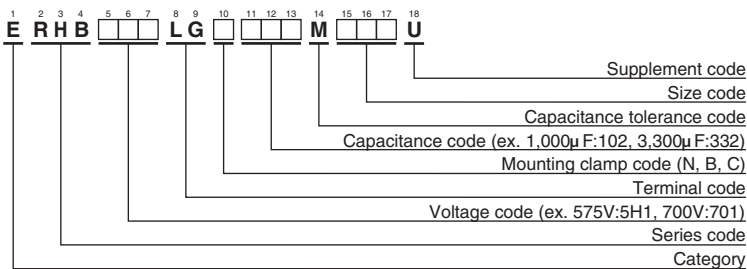 1 2 3 4 5 6 7 8 9 10 11 12 13 14 15 16 17 18
E R H B □□□ L G □ □□□ M □□□ U
Supplement code
Size code
Capacitance tolerance code
Capacitance code (ex. 1,000μF:102, 3,300μF:332)
Mounting clamp code (N, B, C)
Terminal code
Voltage code (ex. 575V:5H1, 700V:701)
Series code
Category